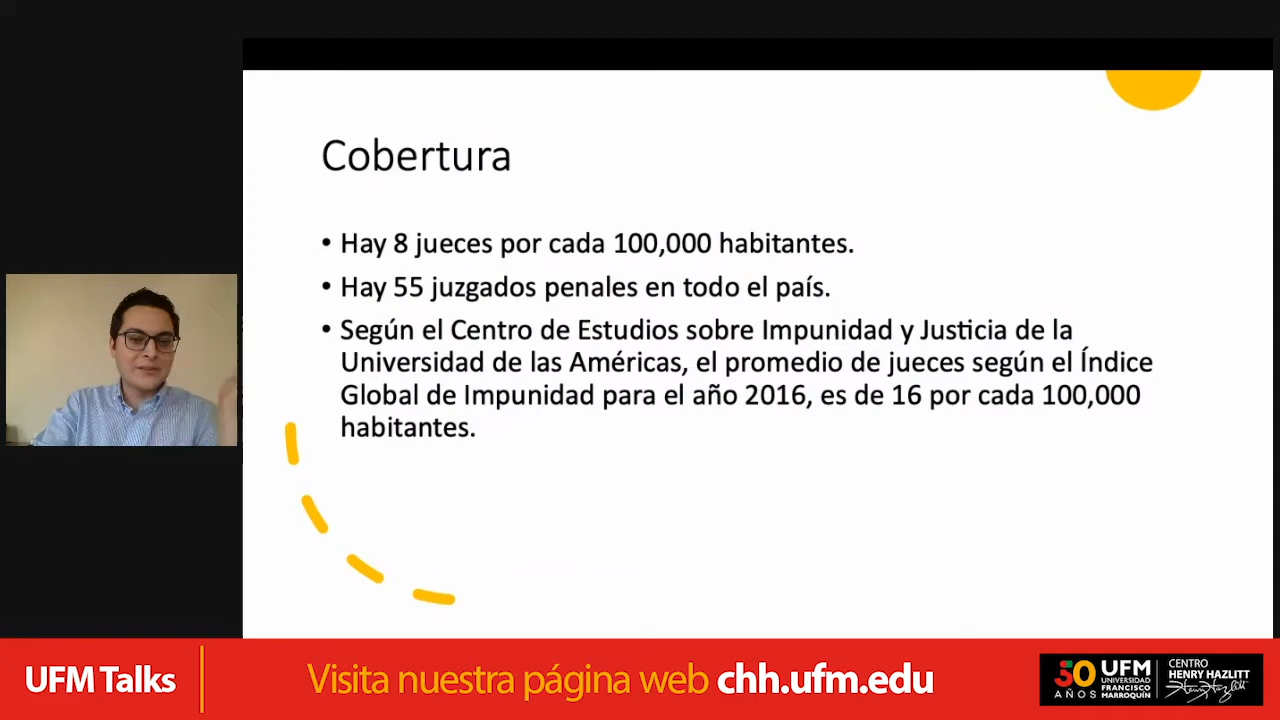 Cobertura
• Hay 8 jueces por cada 100,000 habitantes.
• Hay 55 juzgados penales en todo el país.
• Según el Centro de Estudios sobre Impunidad y Justicia de la
Universidad de las Américas, el promedio de jueces según el Índice
Global de Impunidad para el año 2016, es de 16 por cada 100,000
habitantes.
UFM Talks
Visita nuestra página web chh.ufm.edu
50
AÑOS
UFM
UNIVERSIDAD
FRANCISCO
MARROQUÍN
CENTRO
HENRY HAZLITT
Henry Hazlitt